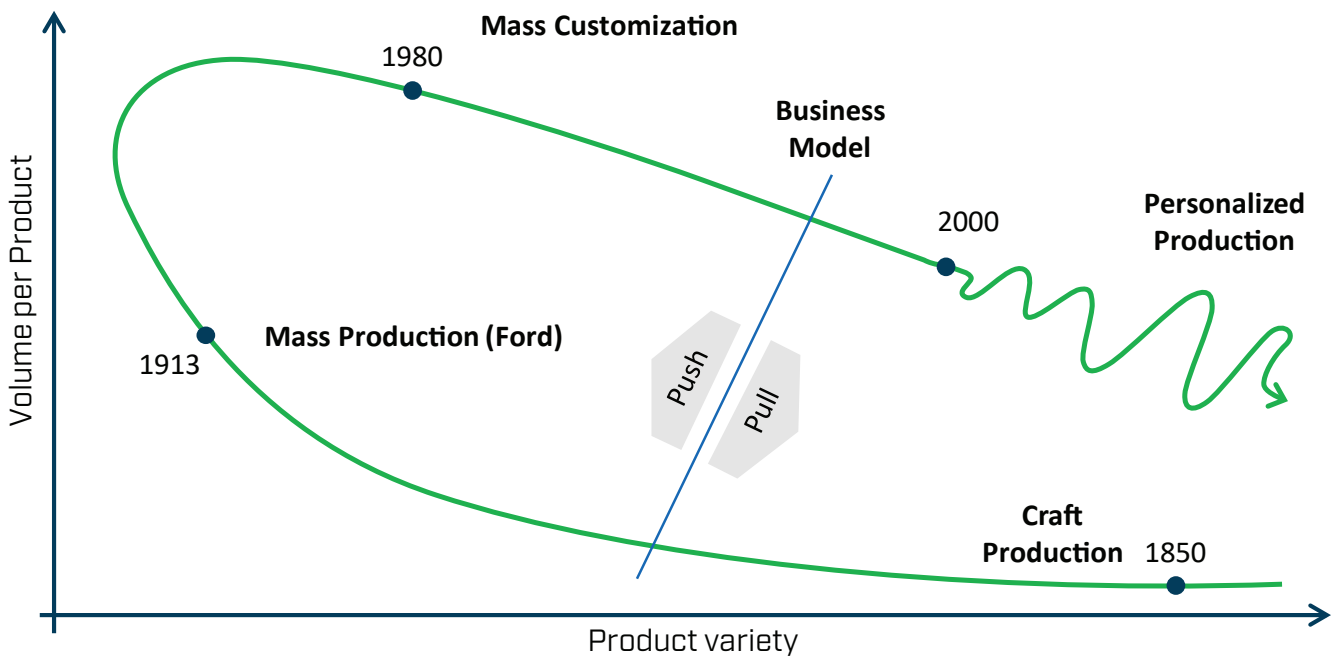 Mass Customization
1980
Business
Model
Personalized
Production
2000
Volume per Product
Mass Production (Ford)
1913
Push
Pull
Craft
Production
1850
Product variety